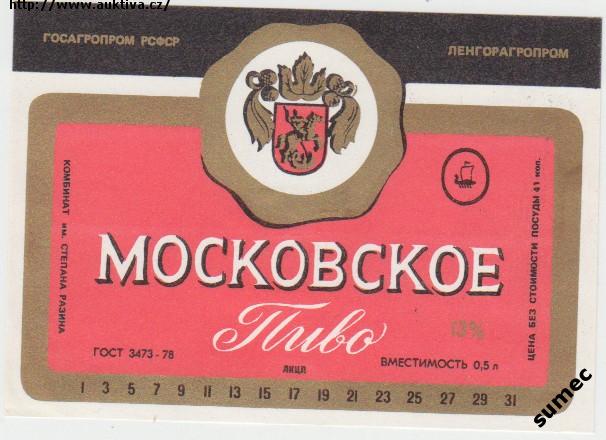 http://www.auktiva.cz/
ГОСАГРОПРОМ РСФСР
ЛЕНГОРАГРОПРОМ
КОМБИНАТ им. СТЕПАНА РАЗИНА
МОСКОВСКОЕ
Пиво
13%
ГОСТ 3473-78
ВМЕСТИМОСТЬ 0,5 л
ЛКЦЛ
1 3 5 7 9 11 13 15 17 19 21 23 25 27 29 31
ЦЕНА БЕЗ СТОИМОСТИ ПОСУДЫ 41 коп.
sumec